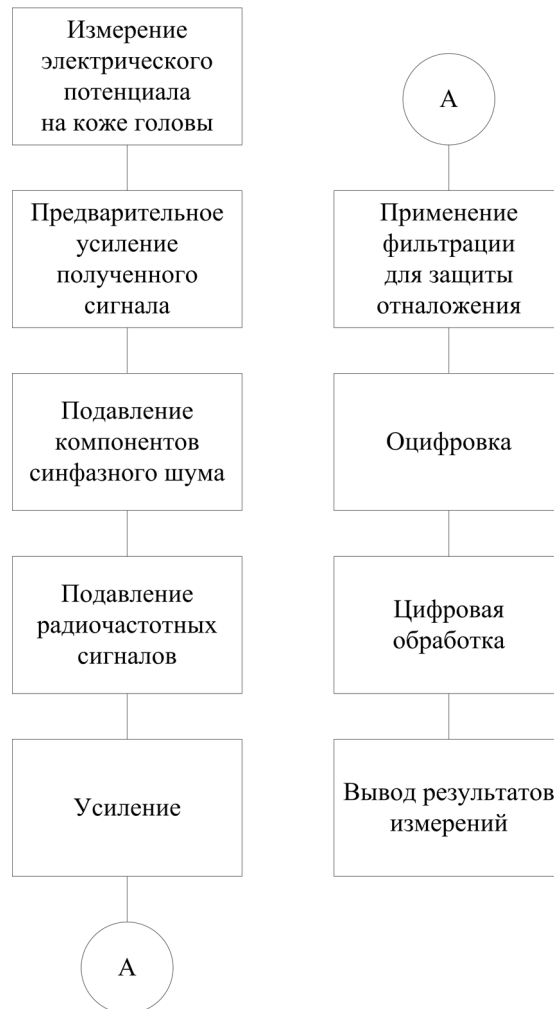 Измерение
электрического
потенциала
на коже головы
Предварительное
усиление
полученного
сигнала
Подавление
компонентов
синфазного шума
Подавление
радиочастотных
сигналов
Усиление
А
А
Применение
фильтрации
для защиты
отналожения
Оцифровка
Цифровая
обработка
Вывод результатов
измерений